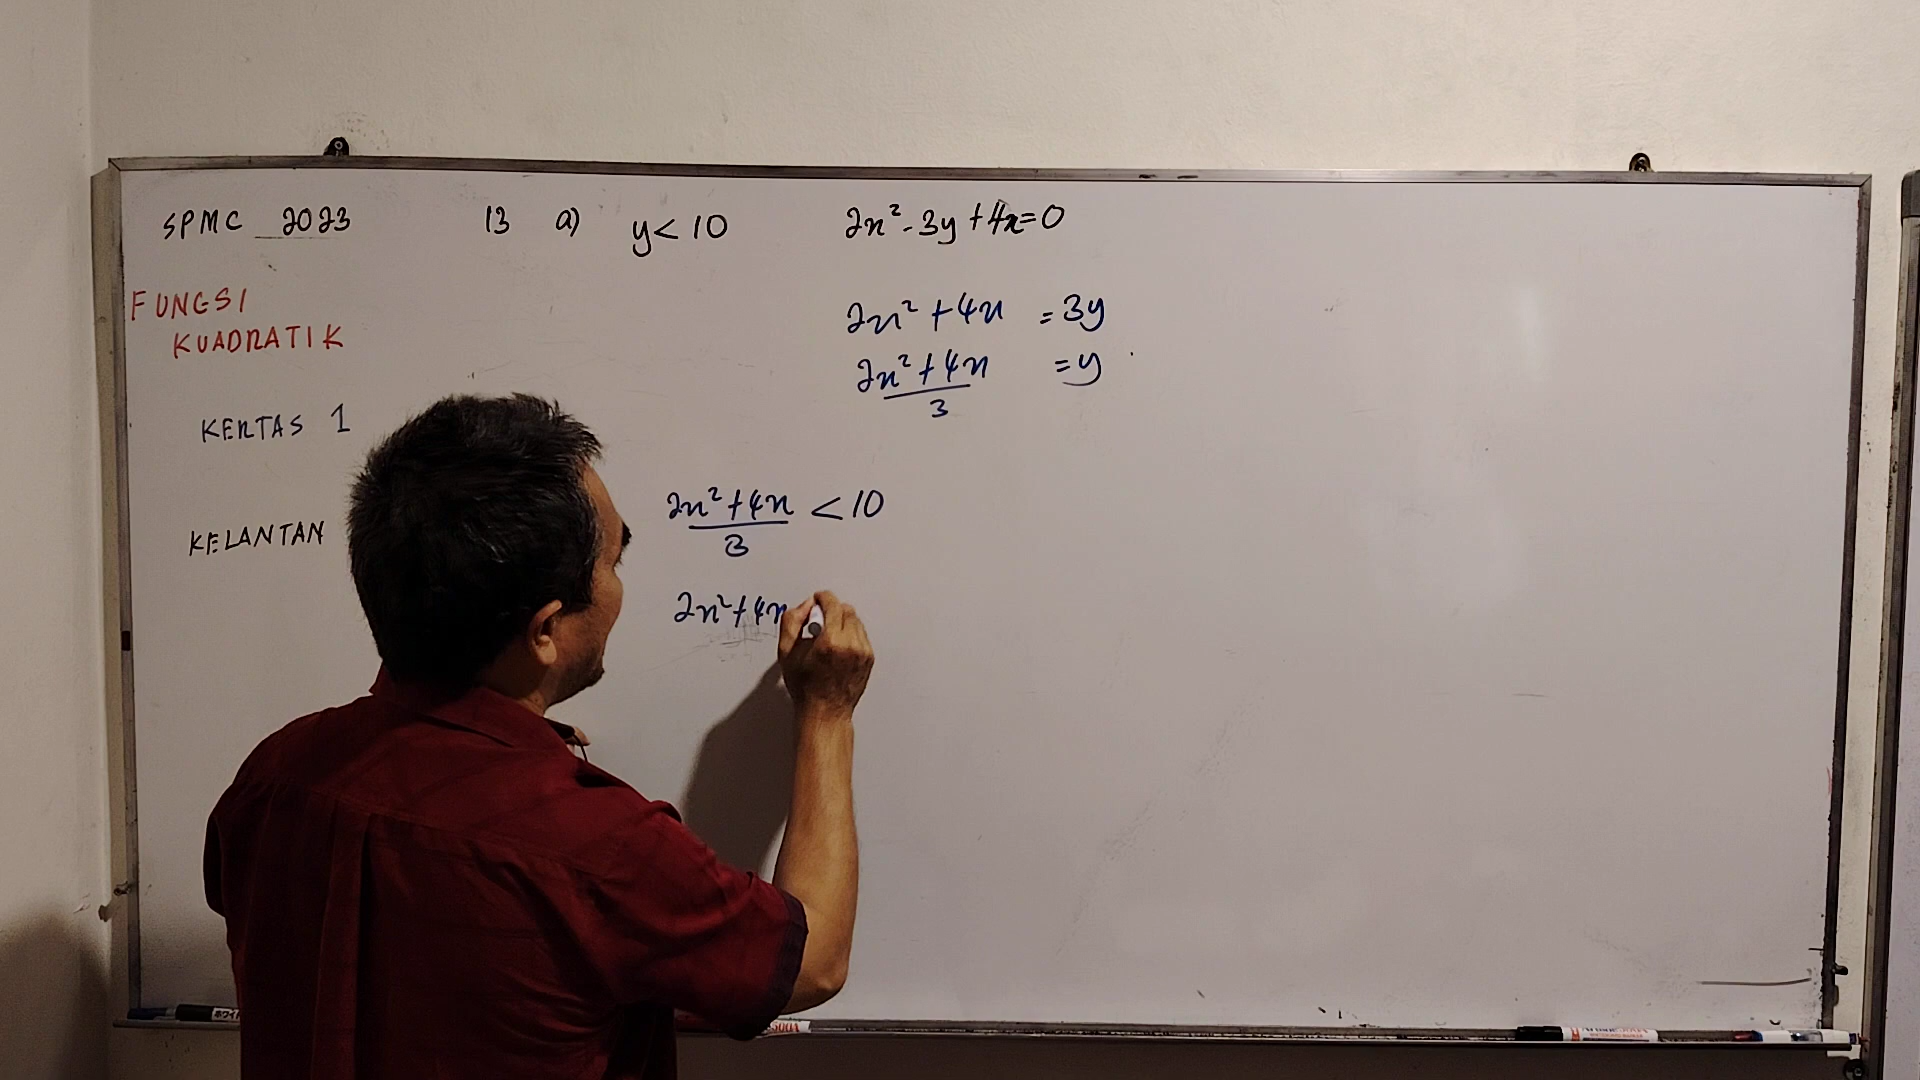 SPMC 2023
13 a) y < 10 2x² - 3y + 4x = 0
FUNGSI
KUADRATIK
2x² + 4x = 3y
2x² + 4x = y
3
KERTAS 1
2x² + 4x < 10
3
KELANTAN
2x² + 4x